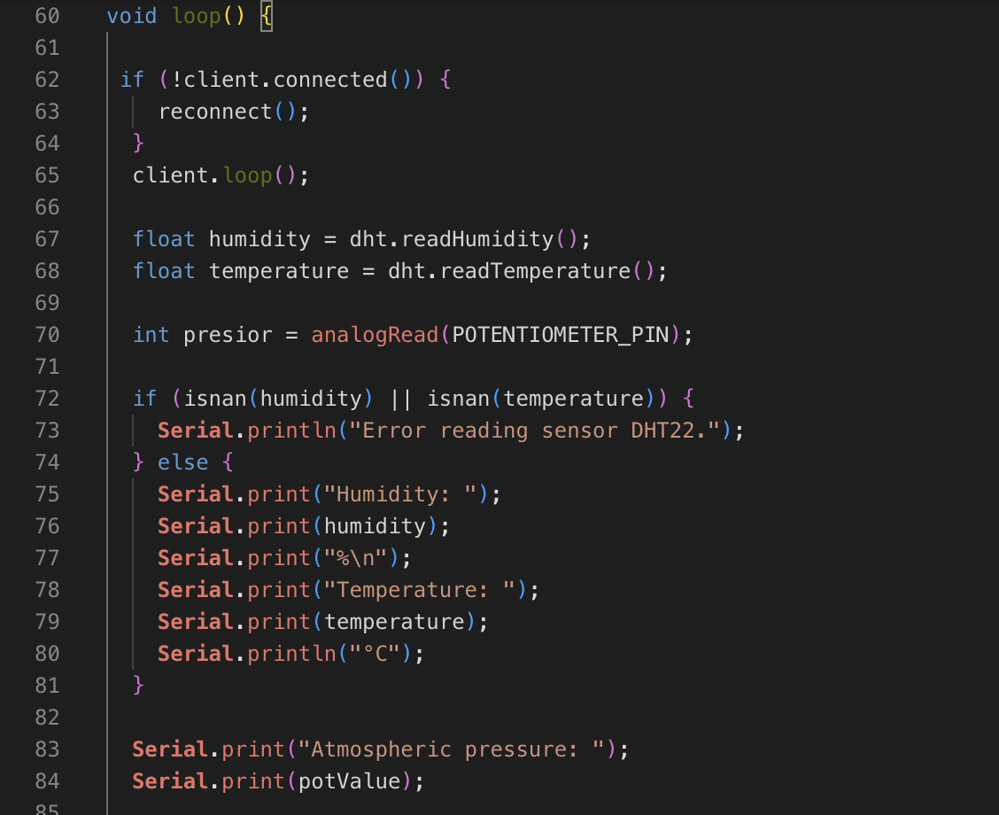 60 void loop() {
61
62 if (!client.connected()) {
63 reconnect();
64 }
65 client.loop();
66
67 float humidity = dht.readHumidity();
68 float temperature = dht.readTemperature();
69
70 int presior = analogRead(POTENTIOMETER_PIN);
71
72 if (isnan(humidity) || isnan(temperature)) {
73 Serial.println("Error reading sensor DHT22.");
74 } else {
75 Serial.print("Humidity: ");
76 Serial.print(humidity);
77 Serial.print("%\n");
78 Serial.print("Temperature: ");
79 Serial.print(temperature);
80 Serial.println("°C");
81 }
82
83 Serial.print("Atmospheric pressure: ");
84 Serial.print(potValue);
85